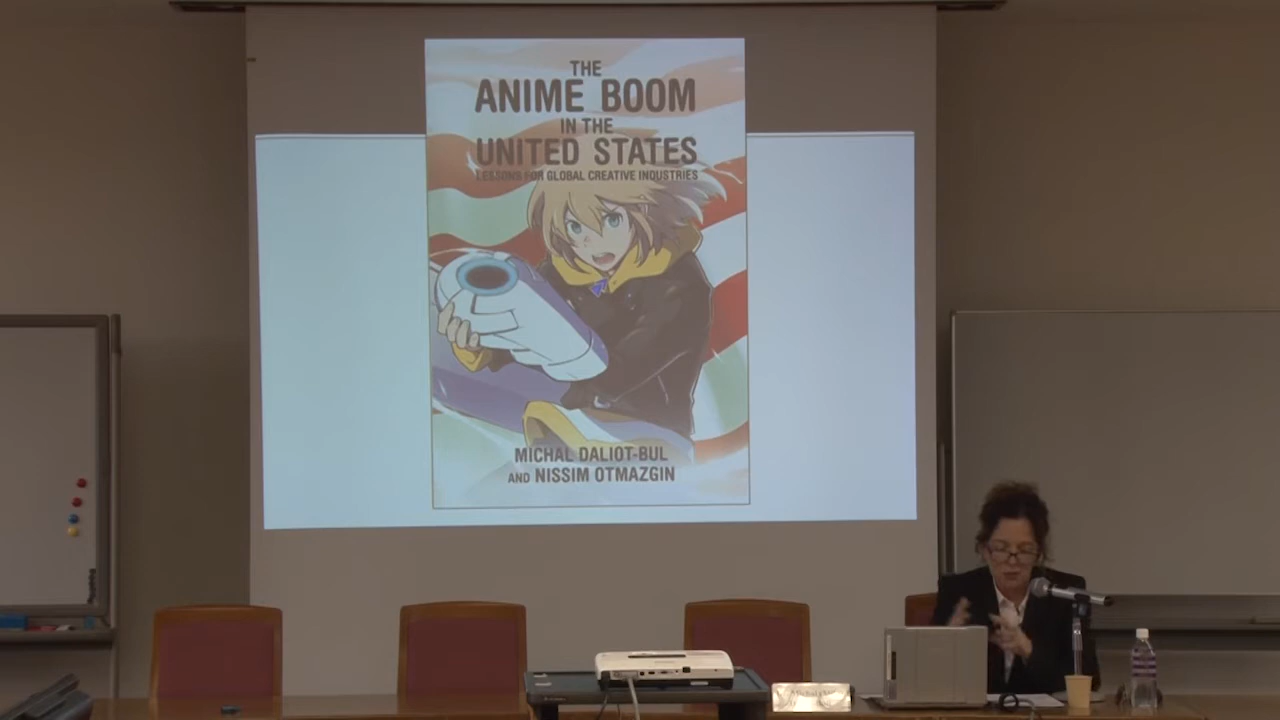 THE
ANIME BOOM
IN THE
UNITED STATES
LESSONS FOR GLOBAL CREATIVE INDUSTRIES
MICHAL DALIOT-BUL
AND NISSIM OTMAZGIN